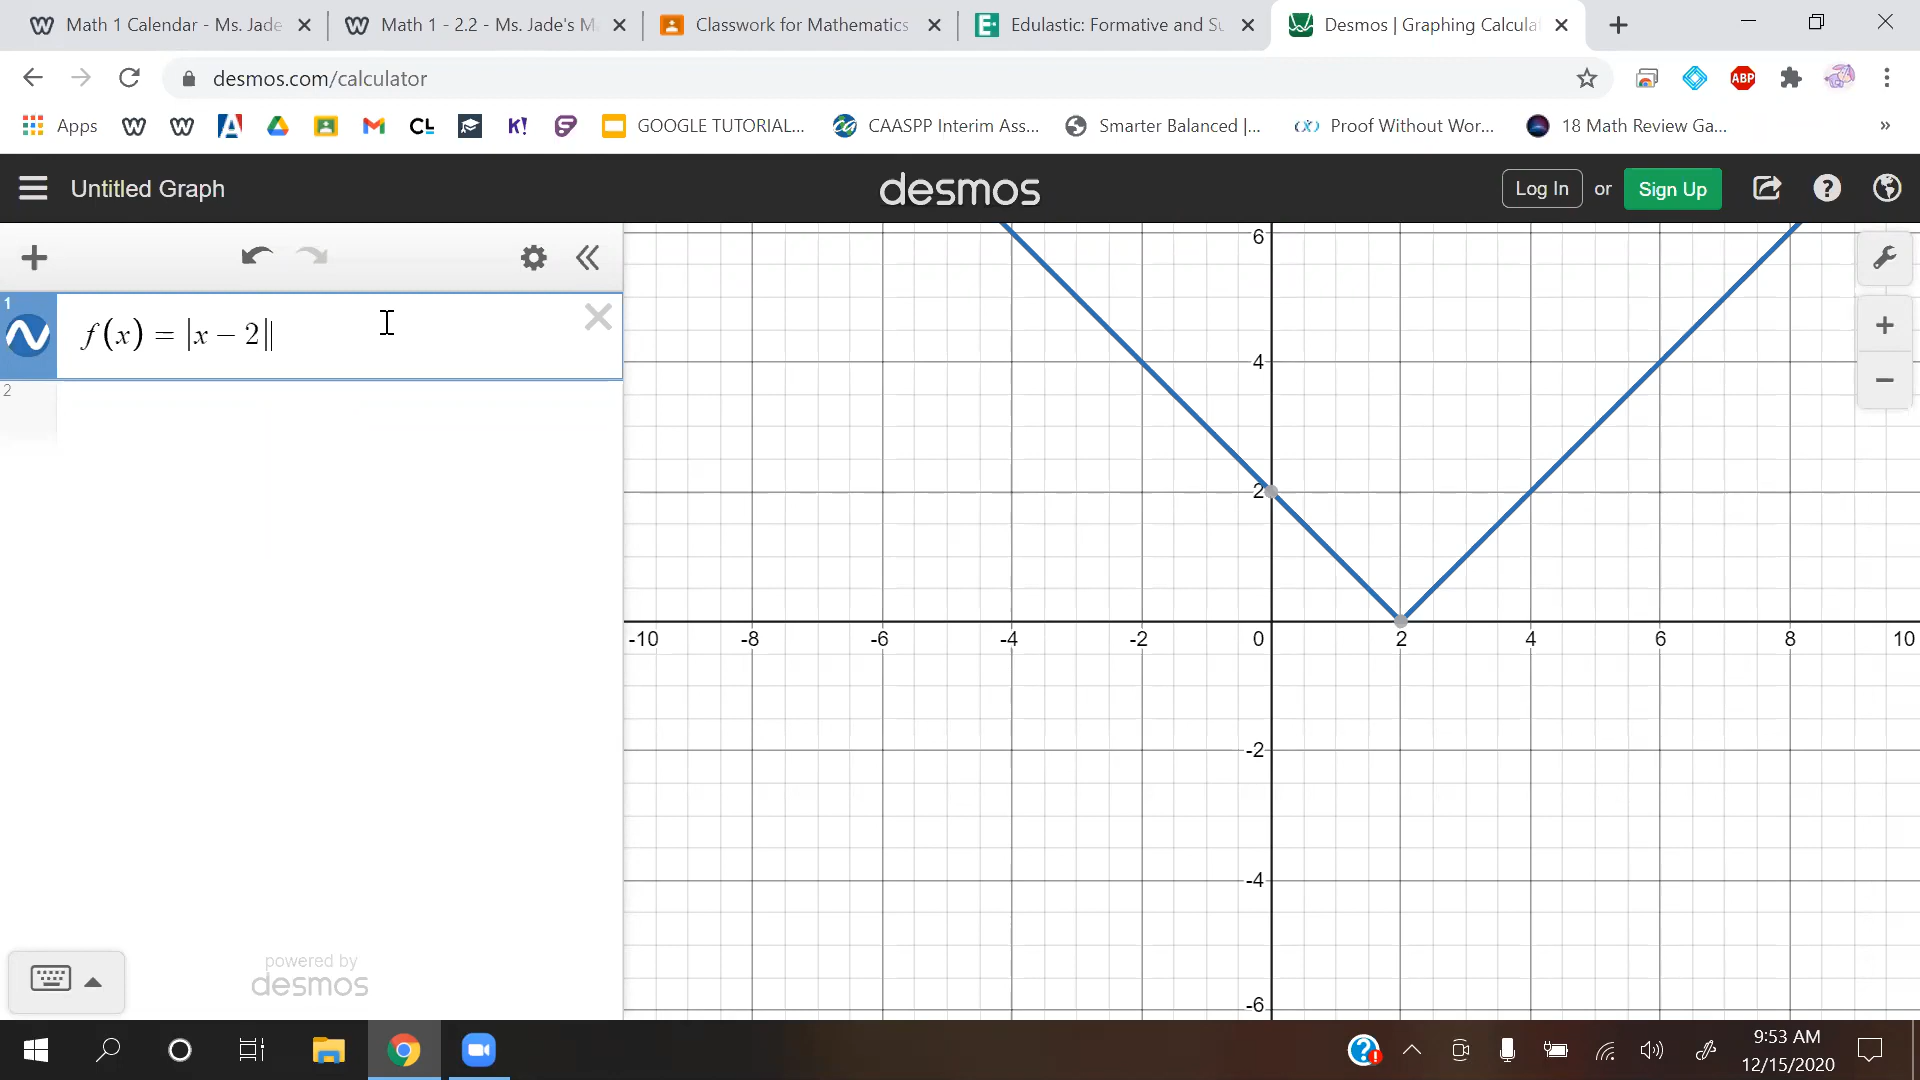 Math 1 Calendar - Ms. Jade
Math 1 - 2.2 - Ms. Jade's M
Classwork for Mathematics
Edulastic: Formative and Su
Desmos | Graphing Calcula
desmos.com/calculator
ABP
Apps
CL
K!
GOOGLE TUTORIAL...
CAASPP Interim Ass...
Smarter Balanced |...
Proof Without Wor...
18 Math Review Ga...
»
Untitled Graph
desmos
Log In or Sign Up
1
f(x) = |x − 2|
2
6
4
2
-10 -8 -6 -4 -2 0 2 4 6 8 10
-2
-4
-6
powered by
desmos
9:53 AM
12/15/2020